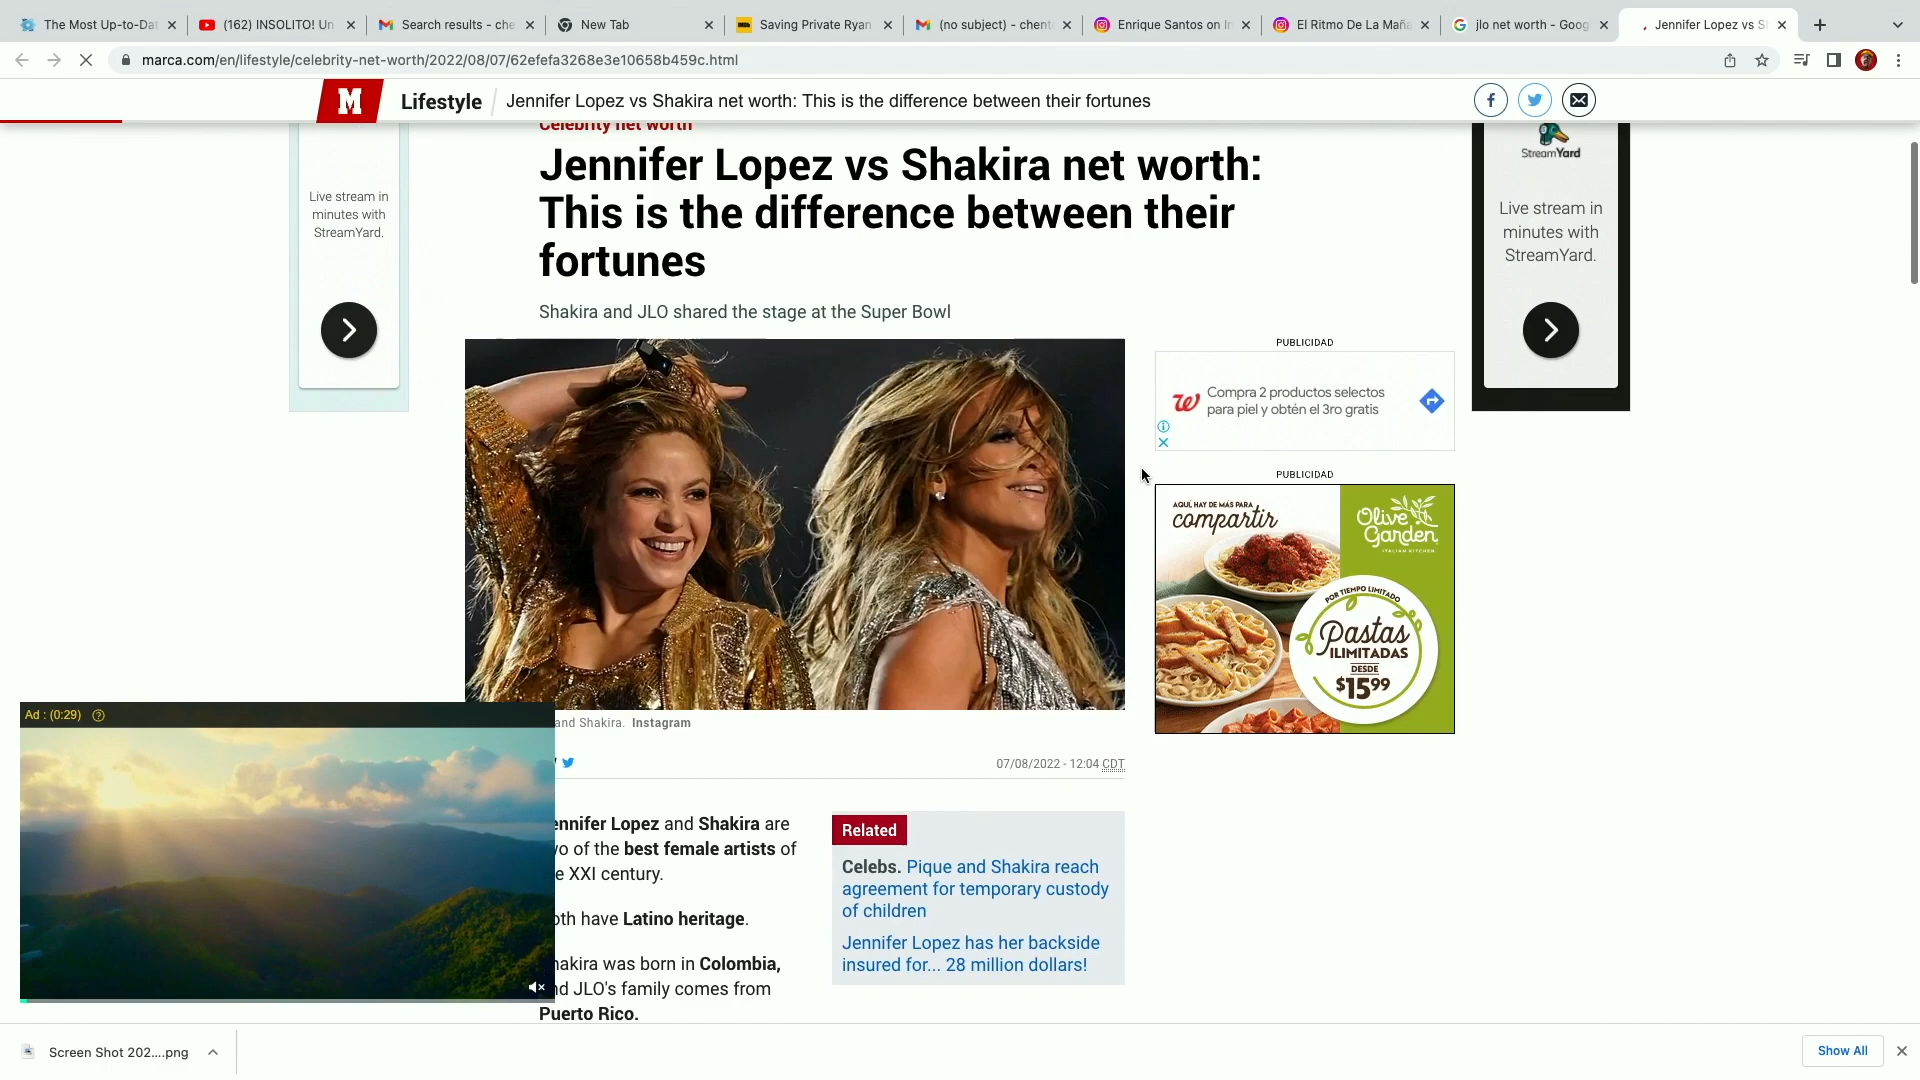 The Most Up-to-Dat
(162) INSOLITO! Un
Search results - che
New Tab
Saving Private Ryan
(no subject) - chent
Enrique Santos on In
El Ritmo De La Maña
jlo net worth - Goog
Jennifer Lopez vs S
marca.com/en/lifestyle/celebrity-net-worth/2022/08/07/62efefa3268e3e10658b459c.html
M
Lifestyle
Jennifer Lopez vs Shakira net worth: This is the difference between their fortunes
Celebrity net worth
Jennifer Lopez vs Shakira net worth:
This is the difference between their
fortunes
Shakira and JLO shared the stage at the Super Bowl
Live stream in
minutes with
StreamYard.
StreamYard
Live stream in
minutes with
StreamYard.
PUBLICIDAD
W
Compra 2 productos selectos
para piel y obtén el 3ro gratis
PUBLICIDAD
AQUÍ HAY DE MÁS PARA
compartir
Olive
Garden
ITALIAN KITCHEN
POR TIEMPO LIMITADO
Pastas
ILIMITADAS
DESDE
$15.99
and Shakira. Instagram
07/08/2022 - 12:04 CDT
Ad : (0:29)
ennifer Lopez and Shakira are
wo of the best female artists of
e XXI century.
oth have Latino heritage.
hakira was born in Colombia,
nd JLO's family comes from
Puerto Rico.
Related
Celebs. Pique and Shakira reach
agreement for temporary custody
of children
Jennifer Lopez has her backside
insured for... 28 million dollars!
Screen Shot 202....png
Show All